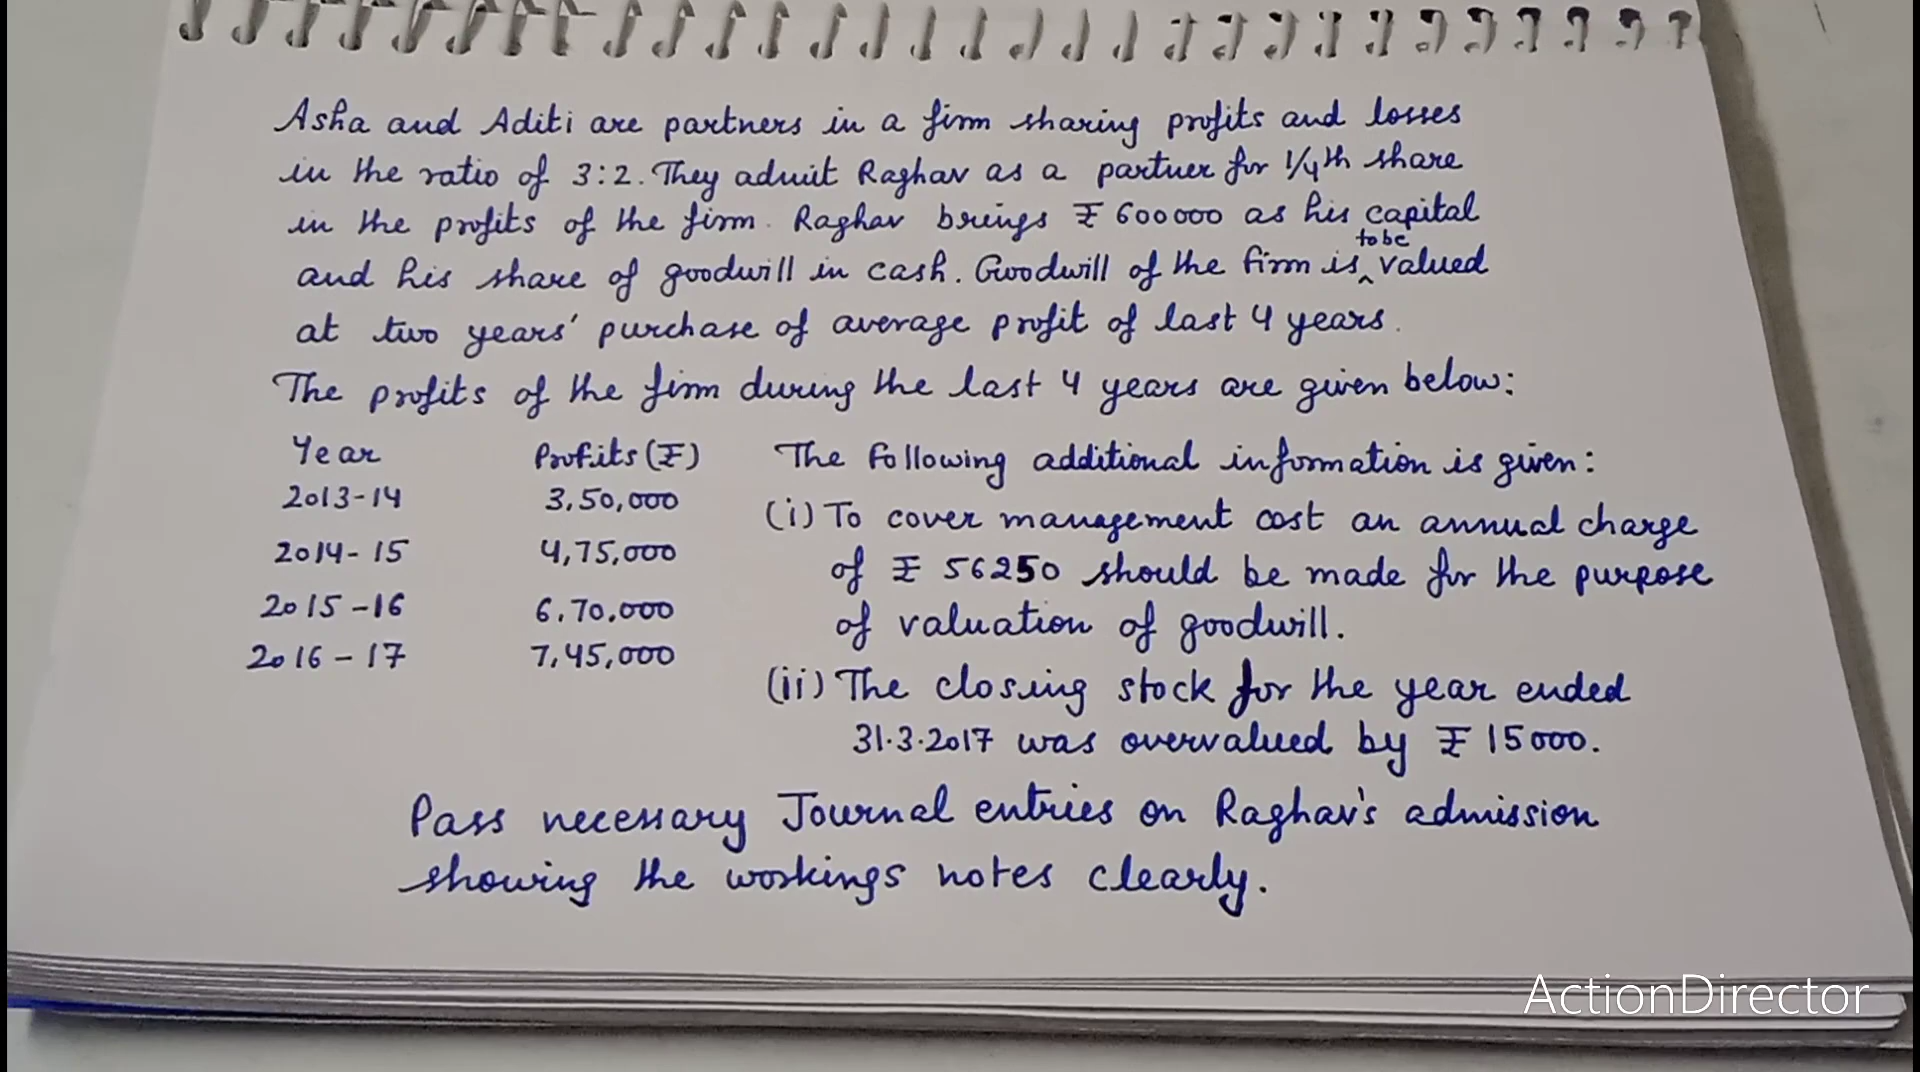 Asha and Aditi are partners in a firm sharing profits and losses
in the ratio of 3:2. They admit Raghav as a partner for 1/4th share
in the profits of the firm. Raghav brings ₹ 600000 as his capital
and his share of goodwill in cash. Goodwill of the firm is to be valued
at two years' purchase of average profit of last 4 years.
The profits of the firm during the last 4 years are given below:
Year Profits (₹)
2013-14 3,50,000
2014-15 4,75,000
2015-16 6,70,000
2016-17 7,45,000
The following additional information is given:
(i) To cover management cost an annual charge
of ₹ 56250 should be made for the purpose
of valuation of goodwill.
(ii) The closing stock for the year ended
31.3.2017 was overvalued by ₹ 15000.
Pass necessary Journal entries on Raghav's admission
showing the workings notes clearly.
ActionDirector